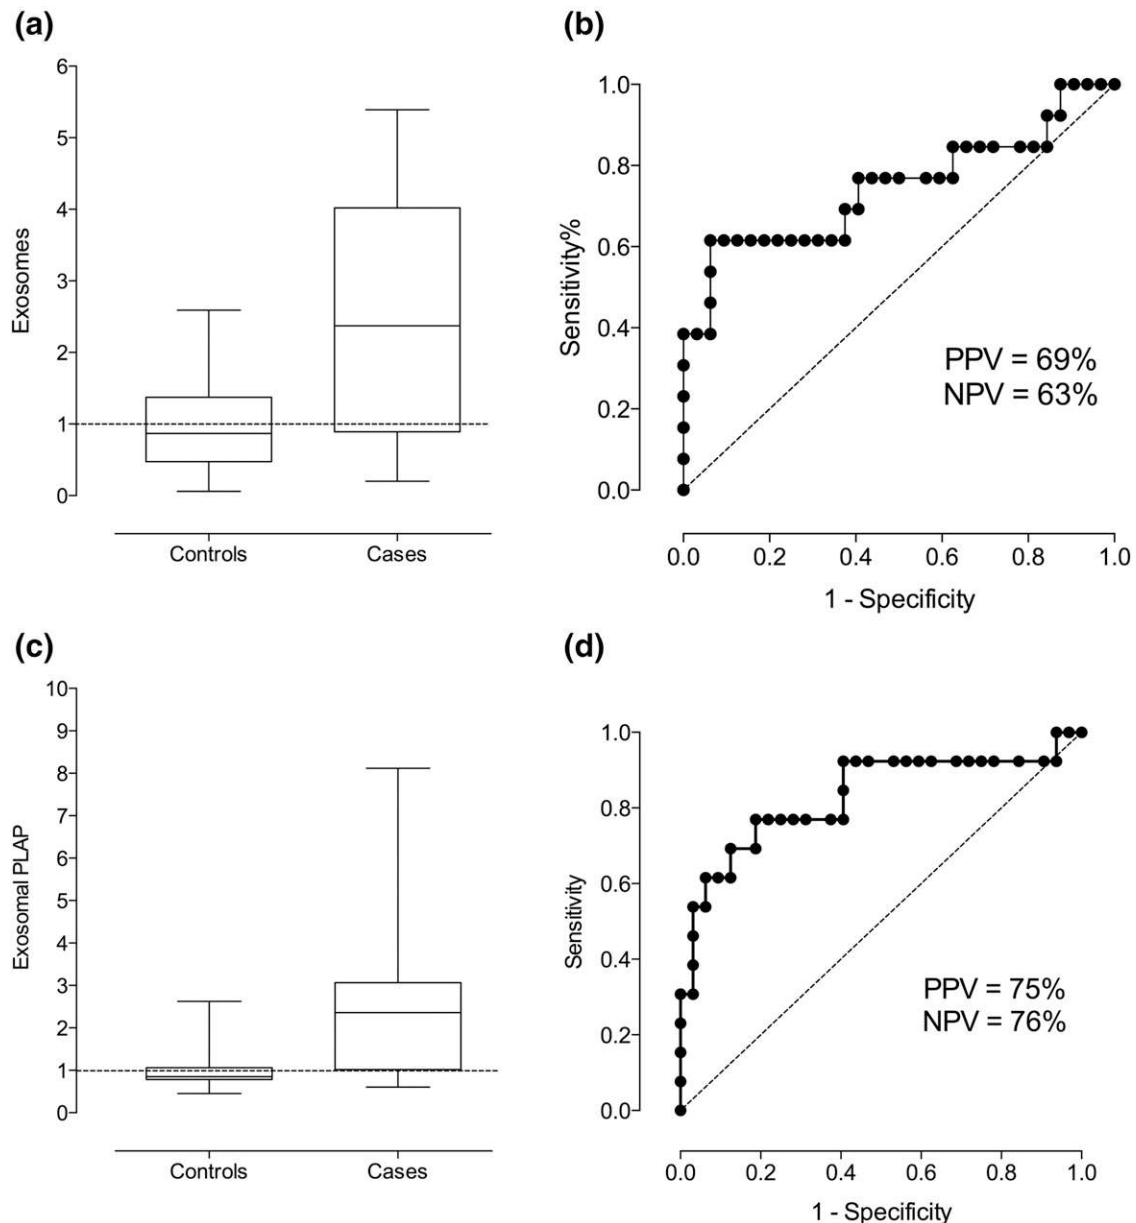 (a)
6
5
4
3
2
1
0
Exosomes
Controls Cases
(b)
1.0
0.8
0.6
0.4
0.2
0.0
Sensitivity%
PPV = 69%
NPV = 63%
0.0 0.2 0.4 0.6 0.8 1.0
1 - Specificity
(c)
10
9
8
7
6
5
4
3
2
1
0
Exosomal PLAP
Controls Cases
(d)
1.0
0.8
0.6
0.4
0.2
0.0
Sensitivity
PPV = 75%
NPV = 76%
0.0 0.2 0.4 0.6 0.8 1.0
1 - Specificity